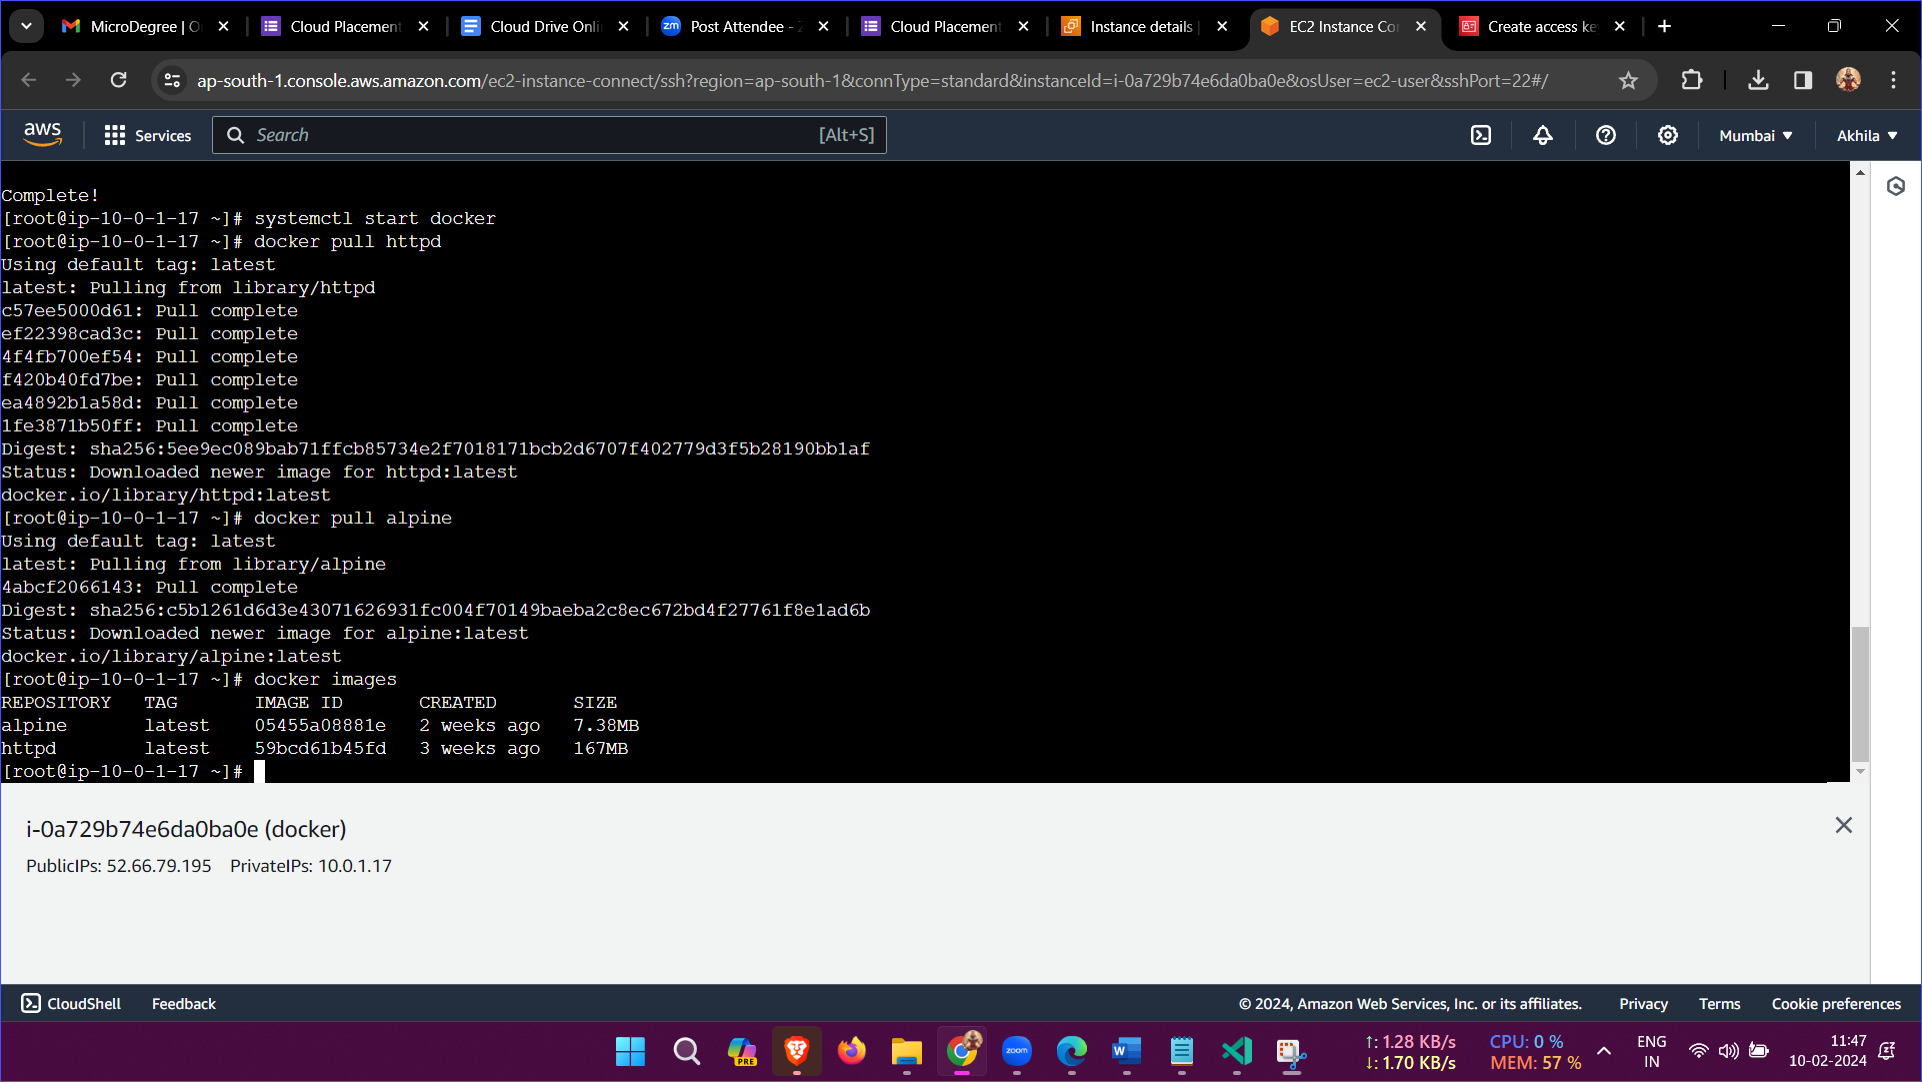 MicroDegree | O
Cloud Placement
Cloud Drive Onli
Post Attendee - Z
Cloud Placement
Instance details |
EC2 Instance Co
Create access ke
ap-south-1.console.aws.amazon.com/ec2-instance-connect/ssh?region=ap-south-1&connType=standard&instanceId=i-0a729b74e6da0ba0e&osUser=ec2-user&sshPort=22#/
aws
Services
Search
[Alt+S]
Mumbai
Akhila
Complete!
[root@ip-10-0-1-17 ~]# systemctl start docker
[root@ip-10-0-1-17 ~]# docker pull httpd
Using default tag: latest
latest: Pulling from library/httpd
c57ee5000d61: Pull complete
ef22398cad3c: Pull complete
4f4fb700ef54: Pull complete
f420b40fd7be: Pull complete
ea4892b1a58d: Pull complete
1fe3871b50ff: Pull complete
Digest: sha256:5ee9ec089bab71ffcb85734e2f7018171bcb2d6707f402779d3f5b28190bb1af
Status: Downloaded newer image for httpd:latest
docker.io/library/httpd:latest
[root@ip-10-0-1-17 ~]# docker pull alpine
Using default tag: latest
latest: Pulling from library/alpine
4abcf2066143: Pull complete
Digest: sha256:c5b1261d6d3e43071626931fc004f70149baeba2c8ec672bd4f27761f8e1ad6b
Status: Downloaded newer image for alpine:latest
docker.io/library/alpine:latest
[root@ip-10-0-1-17 ~]# docker images
REPOSITORY   TAG       IMAGE ID       CREATED       SIZE
alpine       latest    05455a08881e   2 weeks ago   7.38MB
httpd        latest    59bcd61b45fd   3 weeks ago   167MB
[root@ip-10-0-1-17 ~]#
i-0a729b74e6da0ba0e (docker)
PublicIPs: 52.66.79.195 PrivateIPs: 10.0.1.17
CloudShell Feedback
© 2024, Amazon Web Services, Inc. or its affiliates. Privacy Terms Cookie preferences
PRE
zoom
↑: 1.28 KB/s
↓: 1.70 KB/s
CPU: 0 %
MEM: 57 %
ENG
IN
11:47
10-02-2024